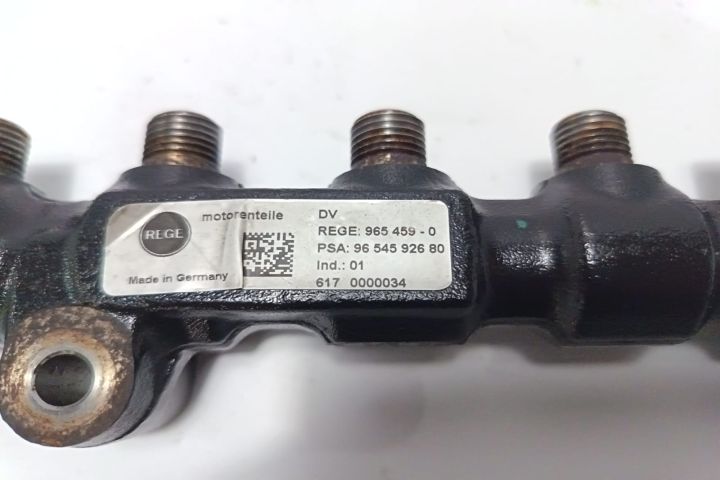 REGE
motorenteile
Made in Germany
DV
REGE: 965 459 - 0
PSA: 96 545 926 80
Ind.: 01
617 0000034